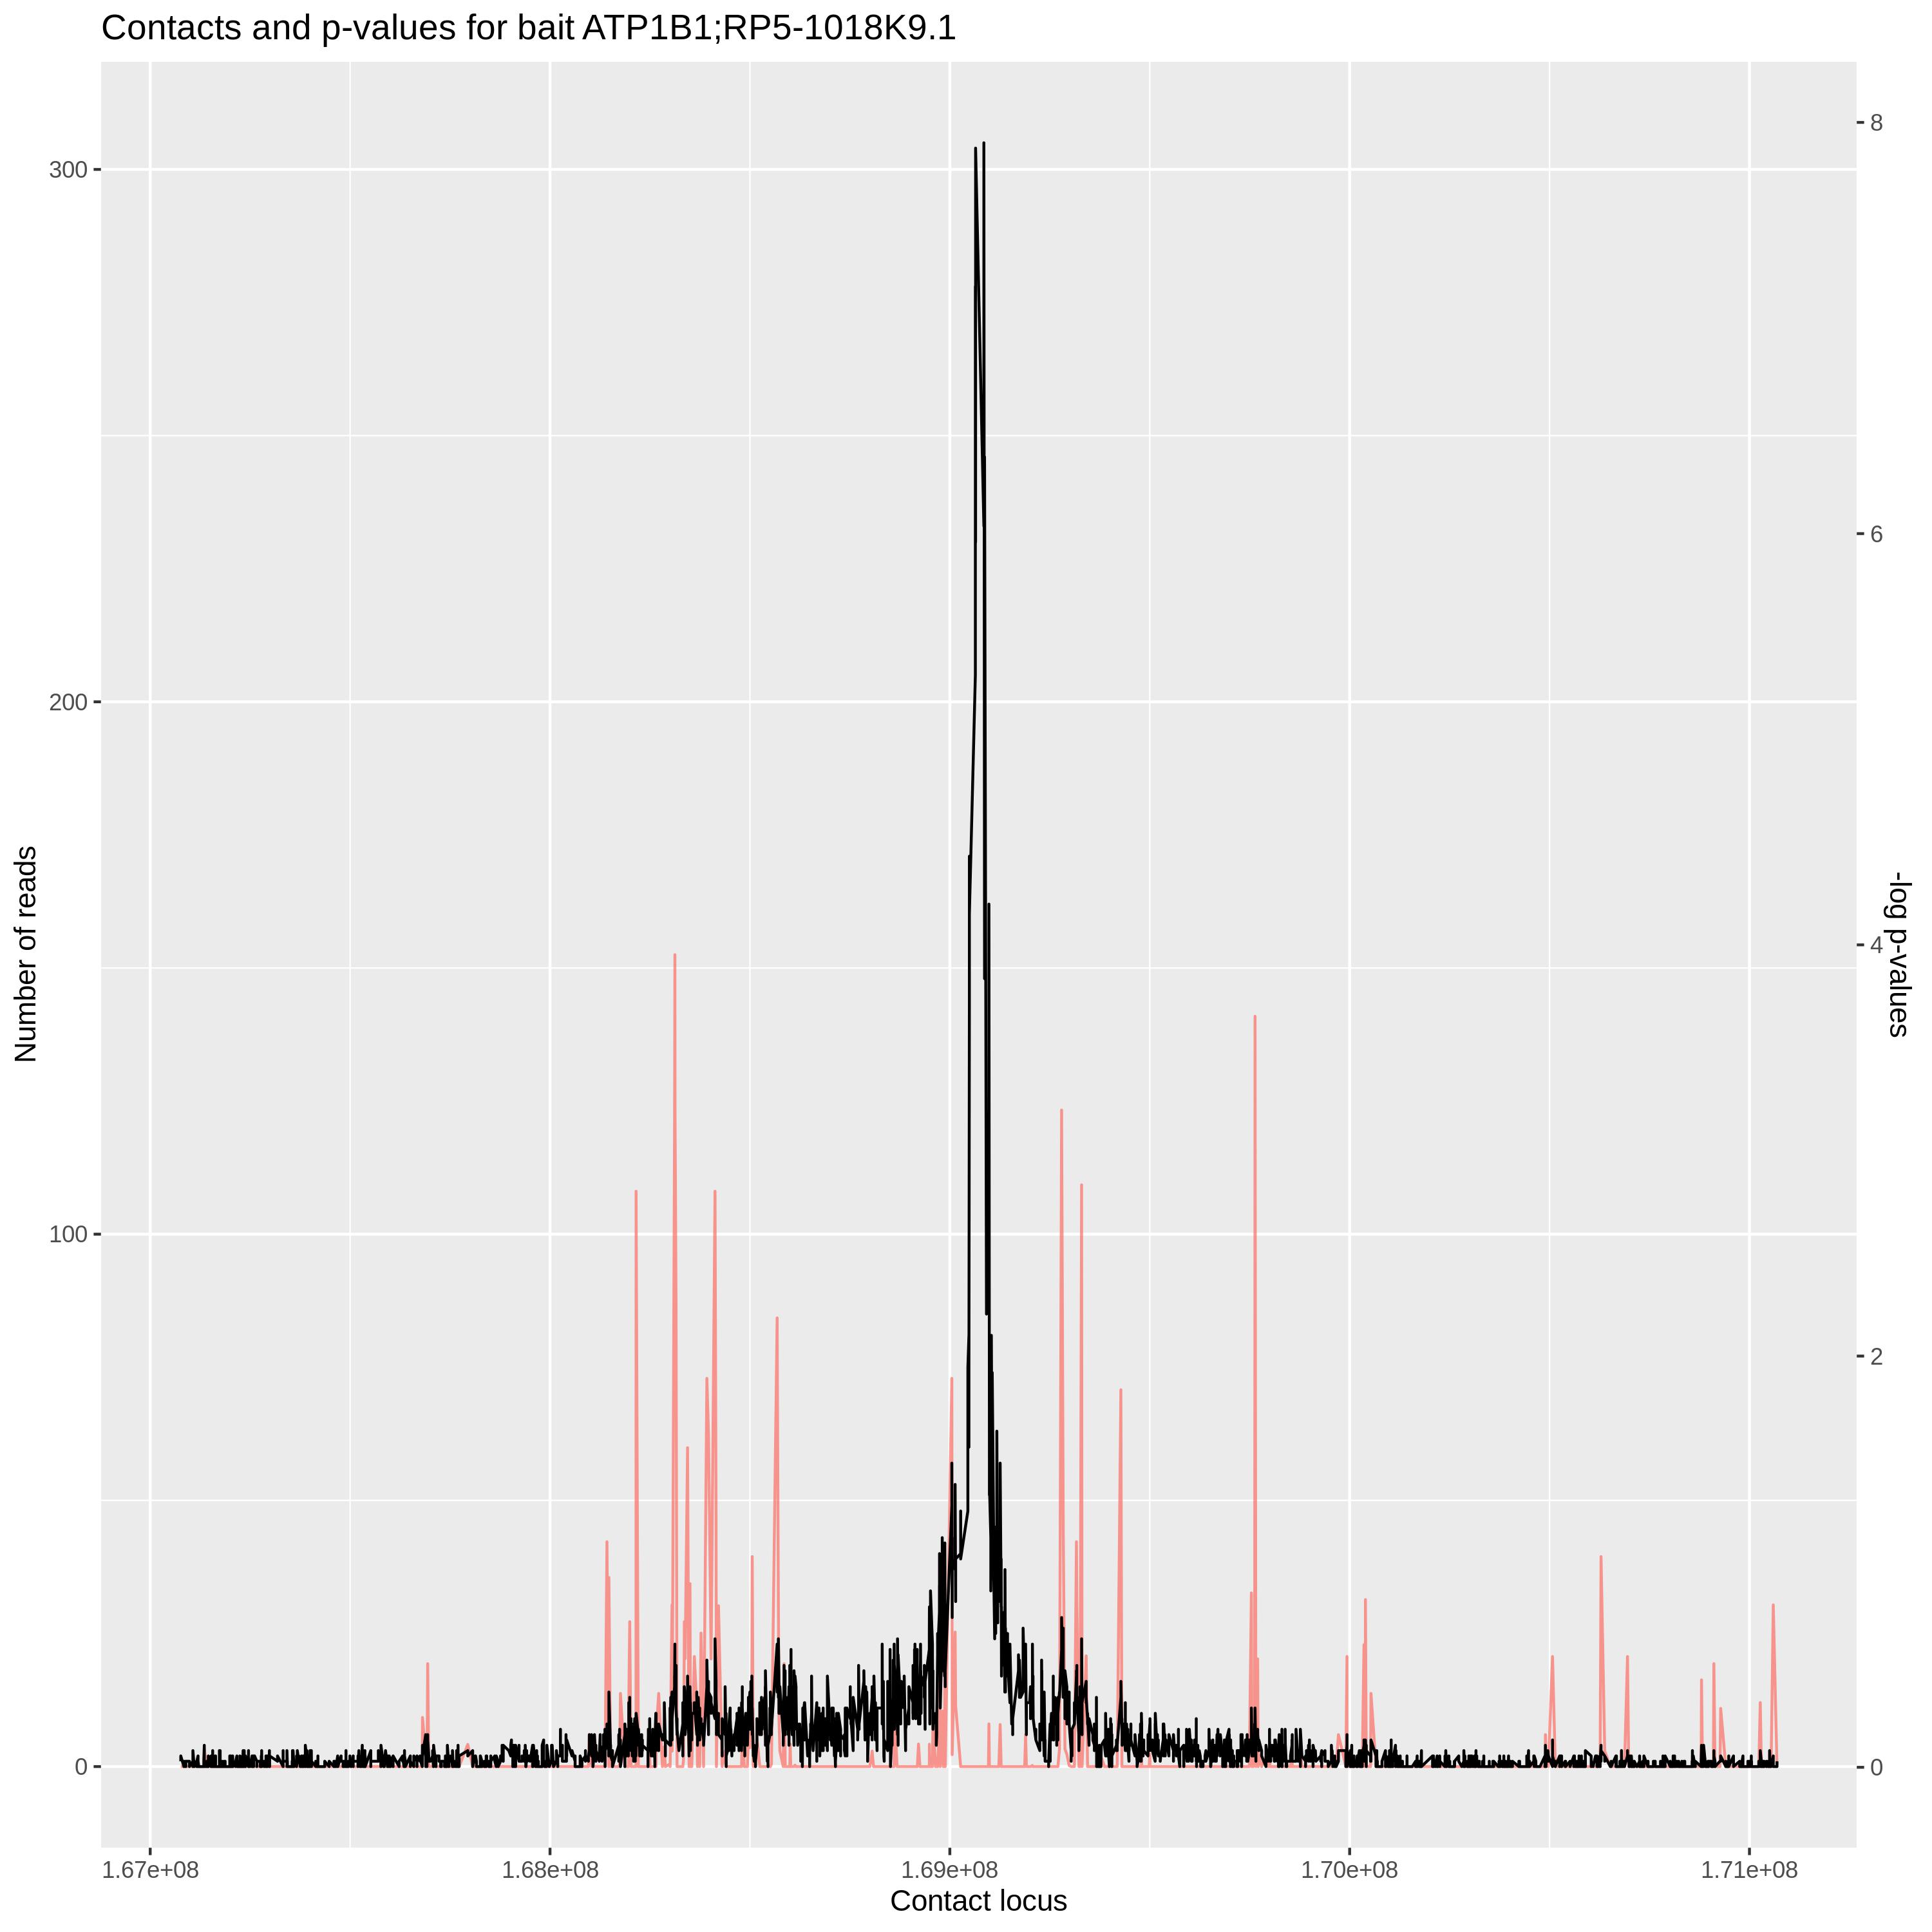 Contacts and p-values for bait ATP1B1;RP5-1018K9.1
300
200
100
0
Number of reads
8
6
4
2
0
-log p-values
1.67e+08 1.68e+08 1.69e+08 1.70e+08 1.71e+08
Contact locus